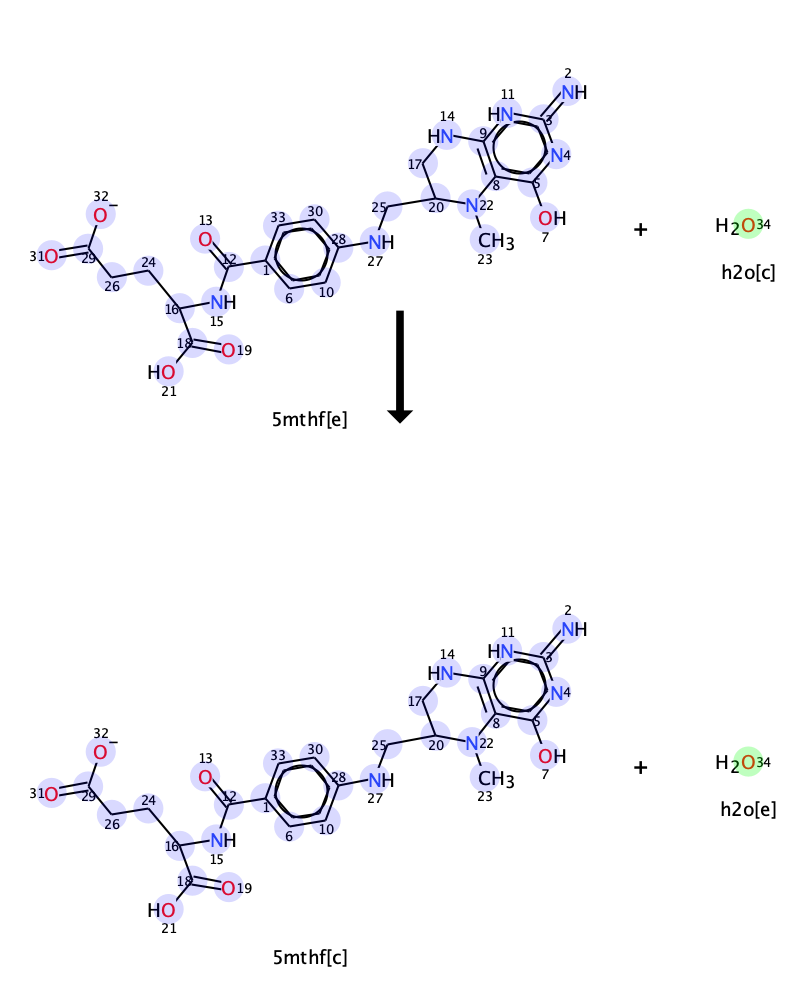 2
11
NH
14
HN
3
HN
9
N4
17
8
5
32
O⁻
25
20
N
22
OH
13
33
30
7
O
28
NH
CH3
+
H2O34
31O
29
24
12
1
27
23
h2o[c]
26
6
10
16
NH
15
18
O19
HO
21
5mthf[e]
2
11
NH
14
HN
3
HN
9
N4
17
8
5
32
O⁻
25
20
N
22
OH
13
33
30
7
O
28
NH
CH3
+
H2O34
31O
29
24
12
1
27
23
h2o[e]
26
6
10
16
NH
15
18
O19
HO
21
5mthf[c]